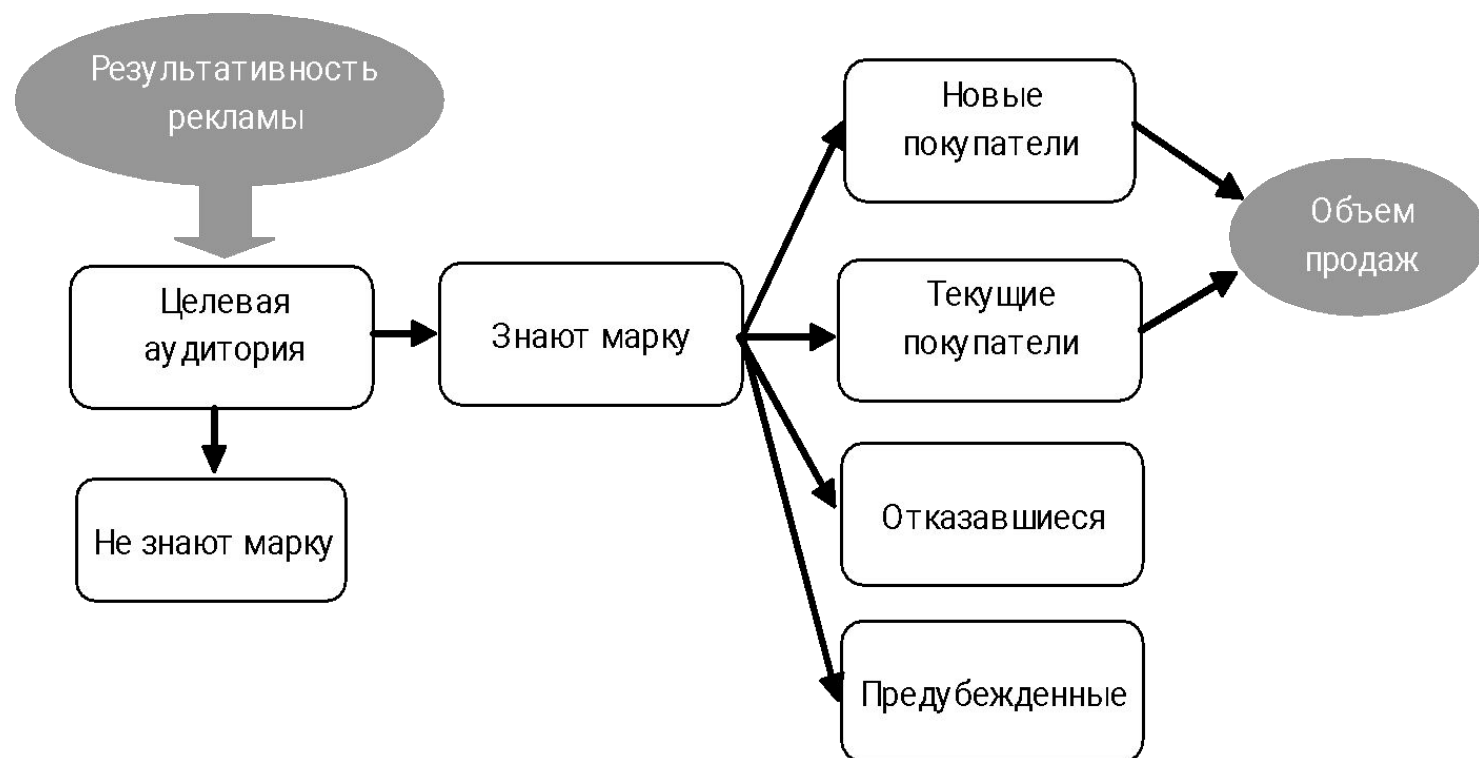 Результативность
рекламы
Целевая
аудитория
Не знают марку
Знают марку
Новые
покупатели
Текущие
покупатели
Отказавшиеся
Предубежденные
Объем
продаж